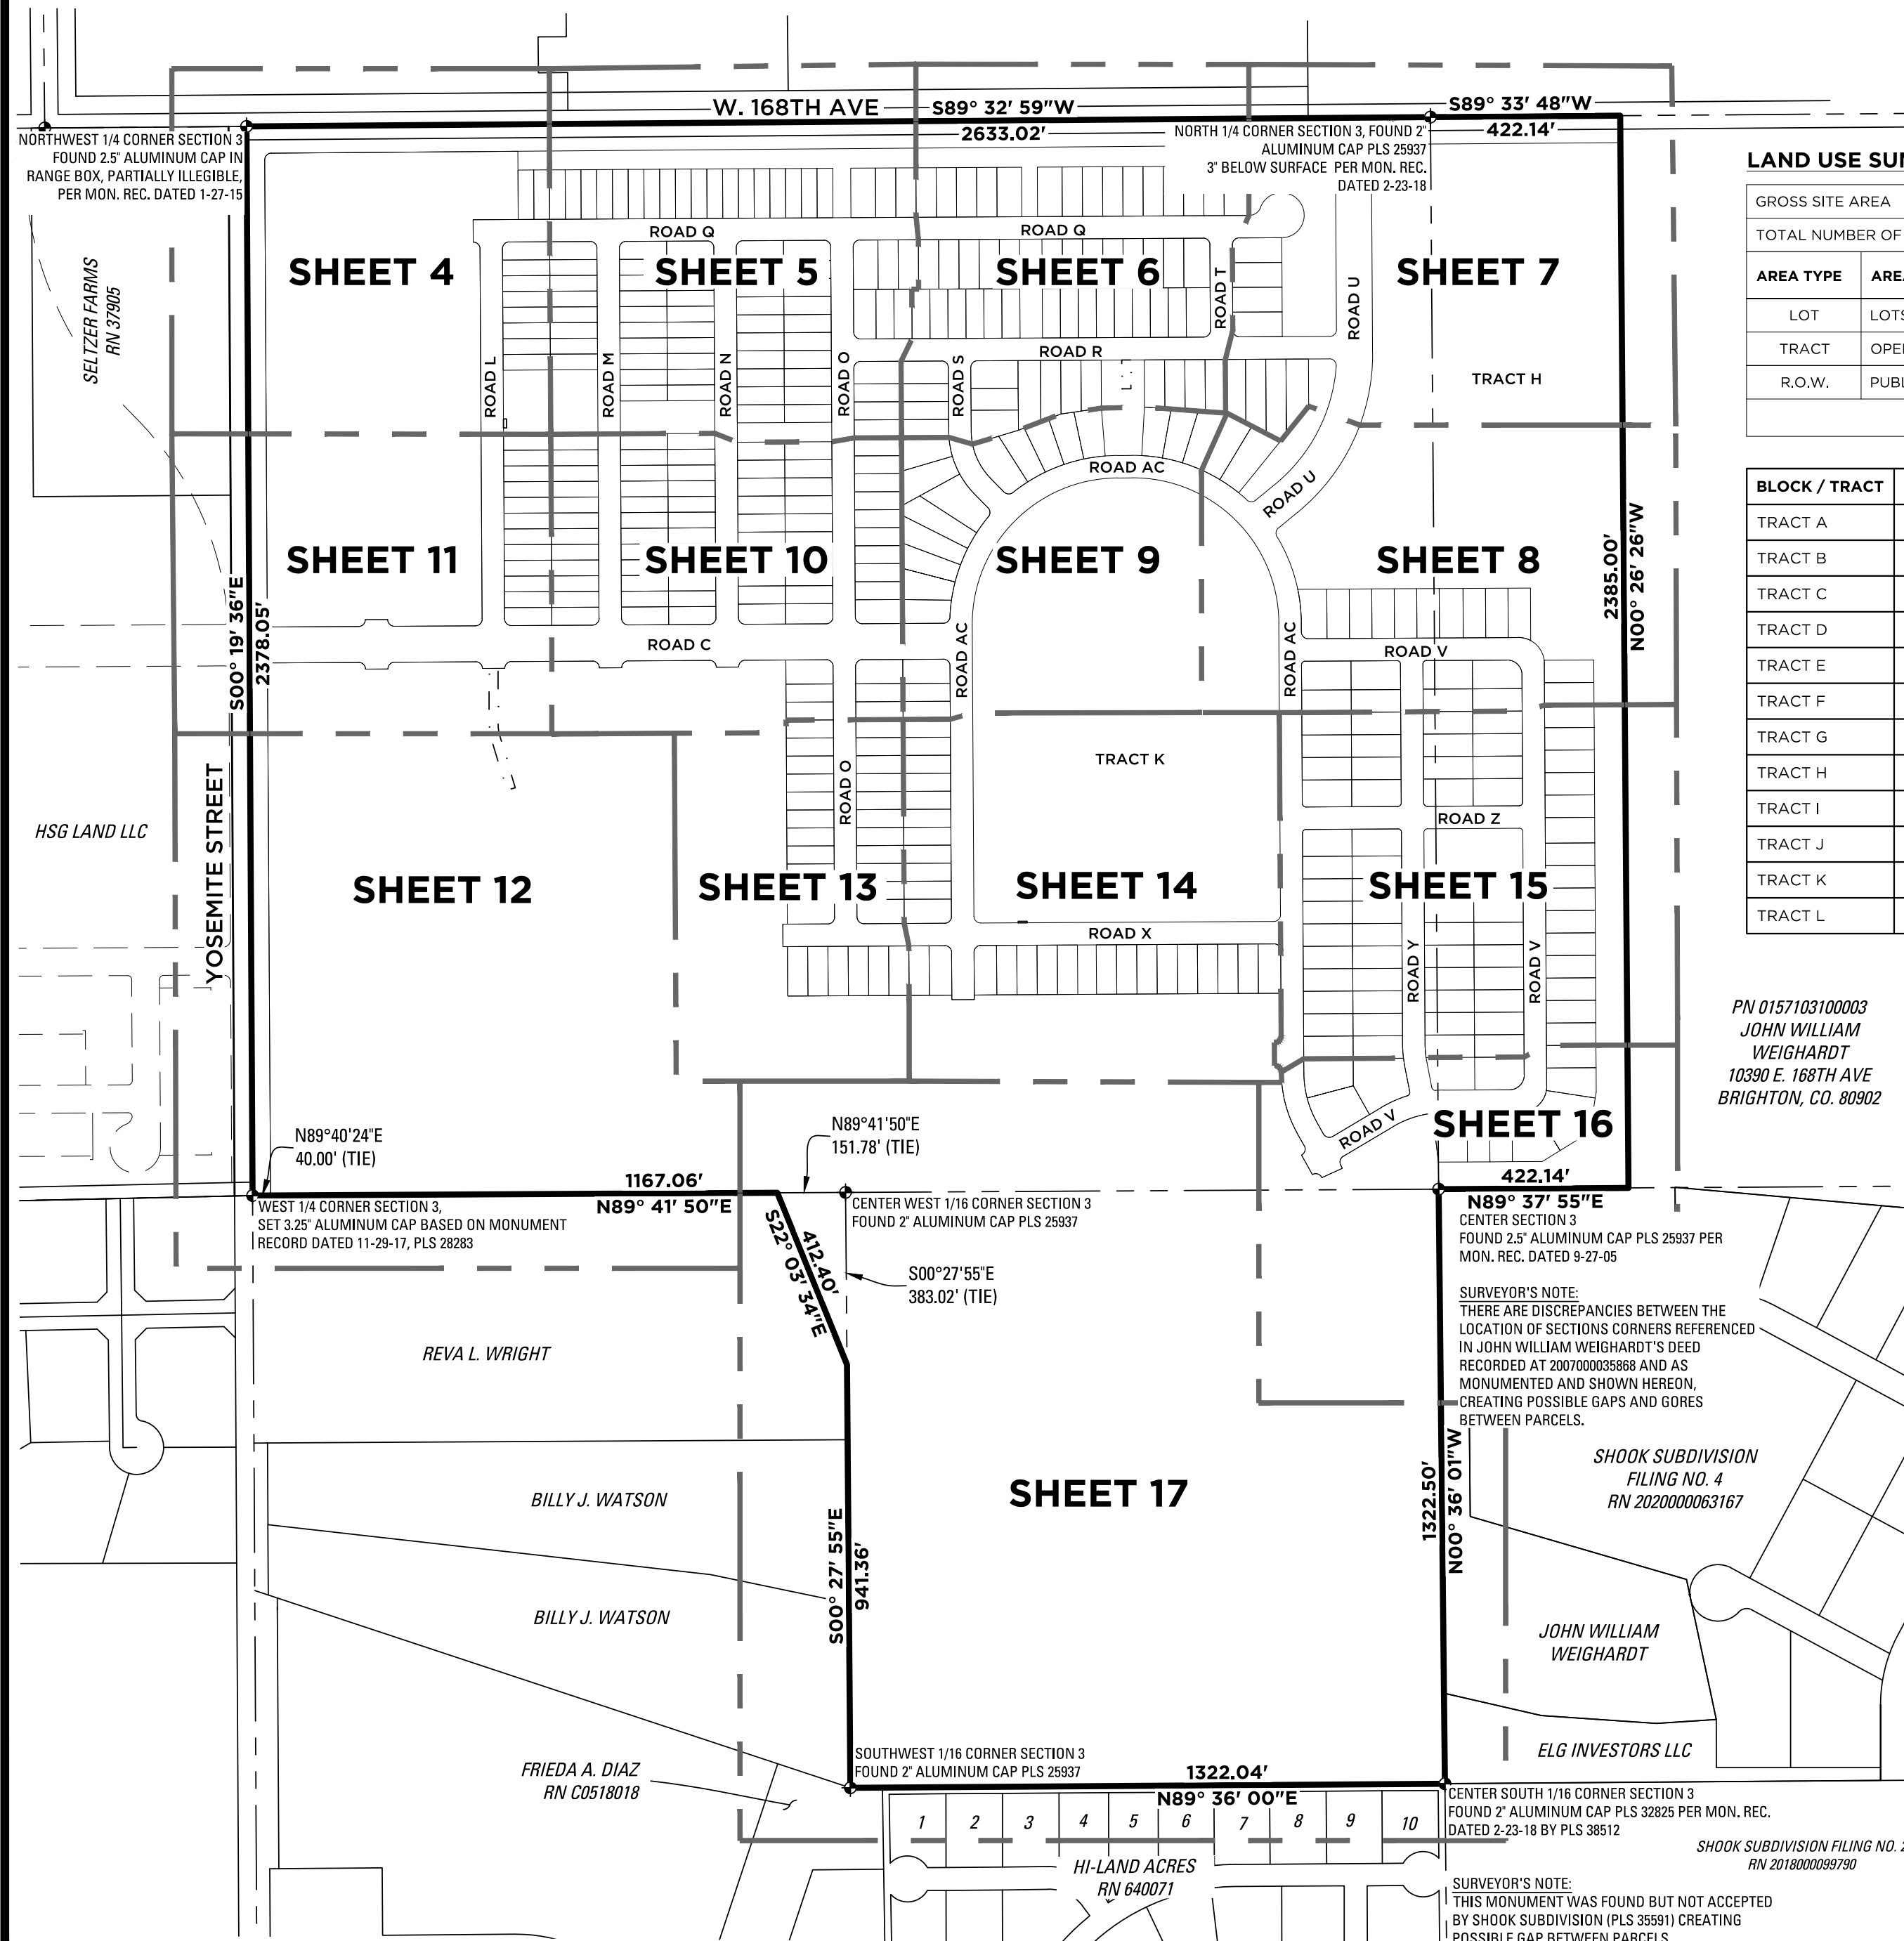 W. 168TH AVE
S89° 32' 59"W
2633.02'
S89° 33' 48"W
422.14'
NORTHWEST 1/4 CORNER SECTION 3
FOUND 2.5" ALUMINUM CAP IN
RANGE BOX, PARTIALLY ILLEGIBLE,
PER MON. REC. DATED 1-27-15
NORTH 1/4 CORNER SECTION 3, FOUND 2"
ALUMINUM CAP PLS 25937
3" BELOW SURFACE PER MON. REC.
DATED 2-23-18
SELTZER FARMS
RN 37905
ROAD Q
ROAD Q
SHEET 4
SHEET 5
SHEET 6
SHEET 7
ROAD T
ROAD U
ROAD L
ROAD M
ROAD N
ROAD O
ROAD S
ROAD R
TRACT H
ROAD AC
ROAD U
SHEET 11
SHEET 10
SHEET 9
SHEET 8
S00° 19' 36"E
2378.05'
2385.00'
N00° 26' 26"W
ROAD C
ROAD AC
ROAD AC
ROAD V
YOSEMITE STREET
HSG LAND LLC
TRACT K
ROAD O
ROAD Z
SHEET 12
SHEET 13
SHEET 14
SHEET 15
ROAD X
ROAD Y
ROAD V
ROAD V
SHEET 16
LAND USE SU
GROSS SITE AREA
TOTAL NUMBER OF
AREA TYPE
ARE
LOT
LOTS
TRACT
OPE
R.O.W.
PUBL
BLOCK / TRACT
TRACT A
TRACT B
TRACT C
TRACT D
TRACT E
TRACT F
TRACT G
TRACT H
TRACT I
TRACT J
TRACT K
TRACT L
PN 0157103100003
JOHN WILLIAM
WEIGHARDT
10390 E. 168TH AVE
BRIGHTON, CO. 80902
N89°40'24"E
40.00' (TIE)
N89°41'50"E
151.78' (TIE)
1167.06'
N89° 41' 50"E
422.14'
N89° 37' 55"E
WEST 1/4 CORNER SECTION 3,
SET 3.25" ALUMINUM CAP BASED ON MONUMENT
RECORD DATED 11-29-17, PLS 28283
CENTER WEST 1/16 CORNER SECTION 3
FOUND 2" ALUMINUM CAP PLS 25937
412.40'
S22° 03' 34"E
S00°27'55"E
383.02' (TIE)
CENTER SECTION 3
FOUND 2.5" ALUMINUM CAP PLS 25937 PER
MON. REC. DATED 9-27-05
SURVEYOR'S NOTE:
THERE ARE DISCREPANCIES BETWEEN THE
LOCATION OF SECTIONS CORNERS REFERENCED
IN JOHN WILLIAM WEIGHARDT'S DEED
RECORDED AT 2007000035868 AND AS
MONUMENTED AND SHOWN HEREON,
CREATING POSSIBLE GAPS AND GORES
BETWEEN PARCELS.
REVA L. WRIGHT
BILLY J. WATSON
BILLY J. WATSON
SHEET 17
S00° 27' 55"E
941.36'
1322.50'
N00° 36' 01"W
SHOOK SUBDIVISION
FILING NO. 4
RN 2020000063167
JOHN WILLIAM
WEIGHARDT
ELG INVESTORS LLC
FRIEDA A. DIAZ
RN C0518018
SOUTHWEST 1/16 CORNER SECTION 3
FOUND 2" ALUMINUM CAP PLS 25937
1322.04'
N89° 36' 00"E
CENTER SOUTH 1/16 CORNER SECTION 3
FOUND 2" ALUMINUM CAP PLS 32825 PER MON. REC.
DATED 2-23-18 BY PLS 38512
1 2 3 4 5 6 7 8 9 10
HI-LAND ACRES
RN 640071
SHOOK SUBDIVISION FILING NO. 2
RN 2018000099790
SURVEYOR'S NOTE:
THIS MONUMENT WAS FOUND BUT NOT ACCEPTED
BY SHOOK SUBDIVISION (PLS 35591) CREATING
POSSIBLE GAP BETWEEN PARCELS